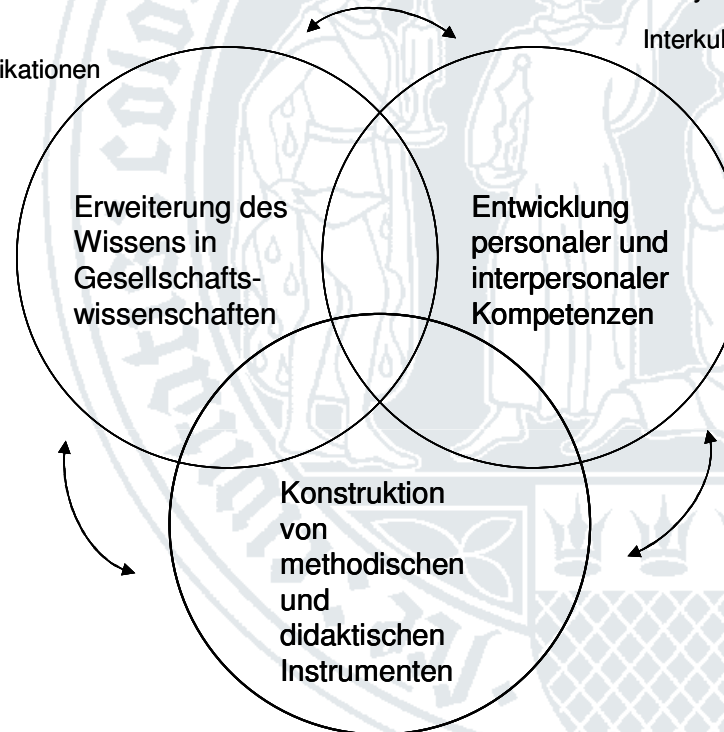 Interkul
ikationen
Erweiterung des
Wissens in
Gesellschafts-
wissenschaften
Entwicklung
personaler und
interpersonaler
Kompetenzen
Konstruktion
von
methodischen
und
didaktischen
Instrumenten